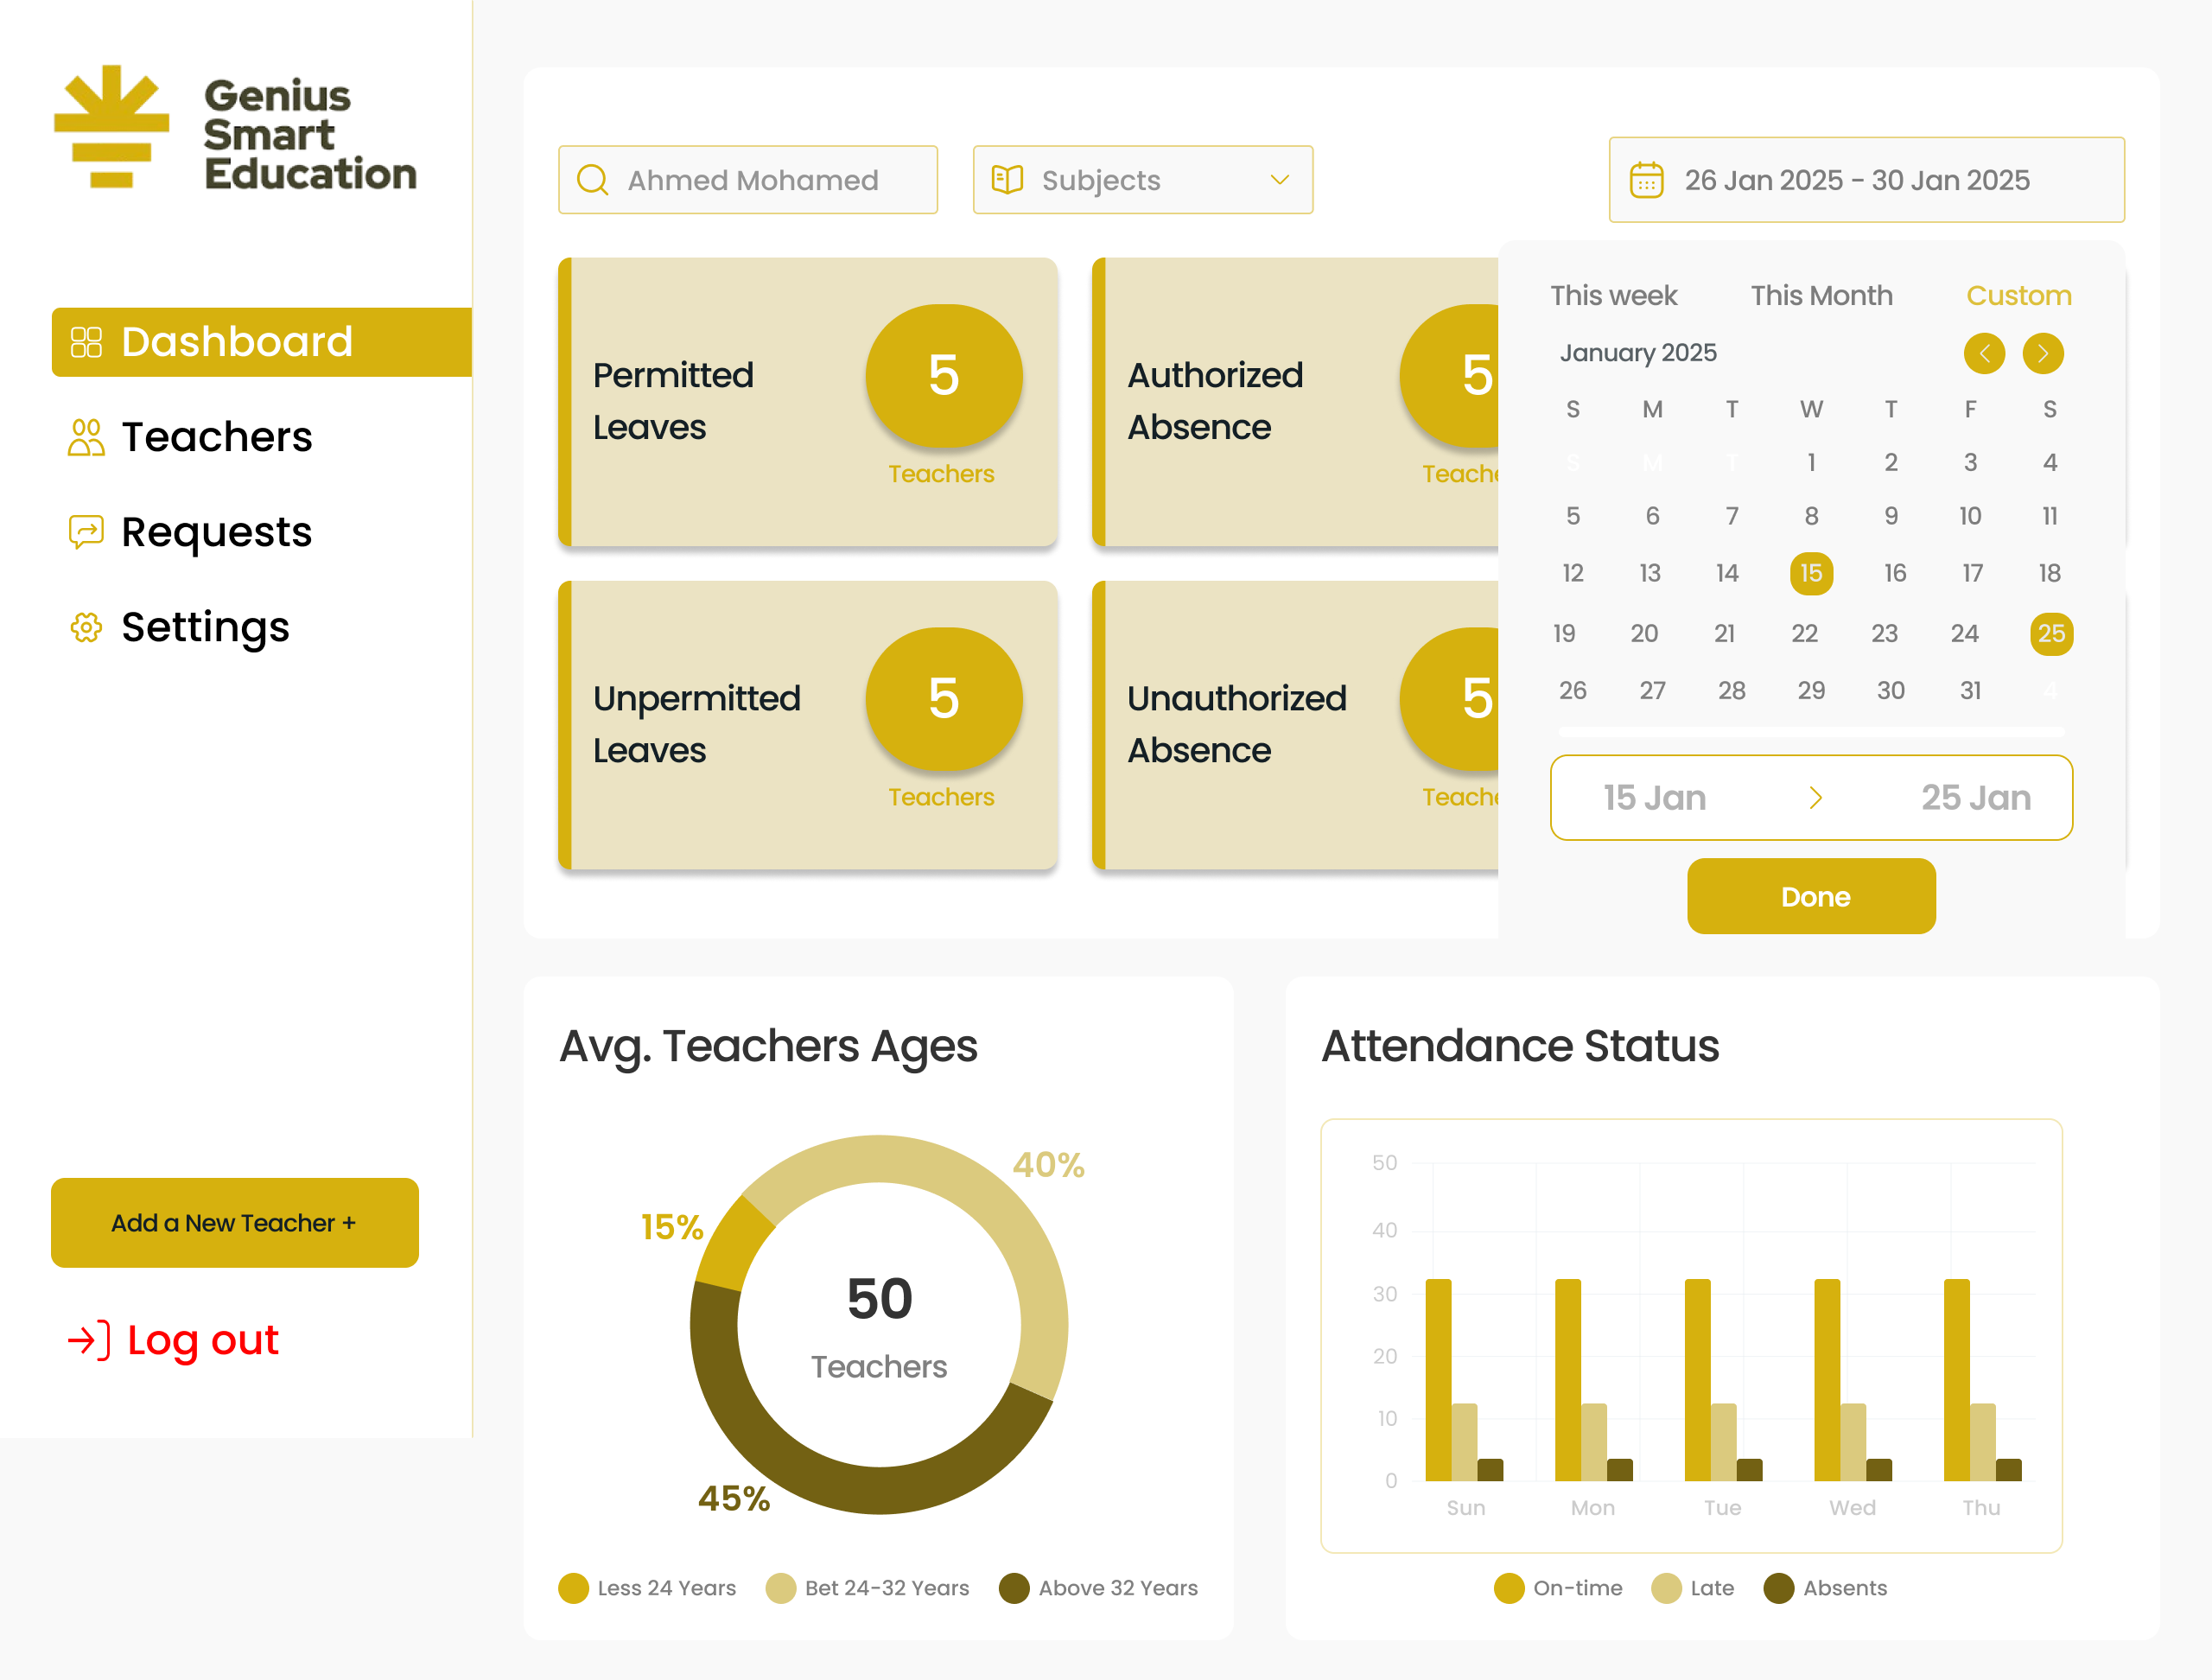 Genius
Smart
Education
Dashboard
Teachers
Requests
Settings
Add a New Teacher +
Log out
Ahmed Mohamed
Subjects
26 Jan 2025 - 30 Jan 2025
Permitted
Leaves
5
Teachers
Authorized
Absence
5
Teache
Unpermitted
Leaves
5
Teachers
Unauthorized
Absence
5
Teache
This week This Month Custom
January 2025
S M T W T F S
S M T 1 2 3 4
5 6 7 8 9 10 11
12 13 14 15 16 17 18
19 20 21 22 23 24 25
26 27 28 29 30 31 4
15 Jan > 25 Jan
Done
Avg. Teachers Ages
40%
15%
50
Teachers
45%
Less 24 Years Bet 24-32 Years Above 32 Years
Attendance Status
50
40
30
20
10
0
Sun Mon Tue Wed Thu
On-time Late Absents